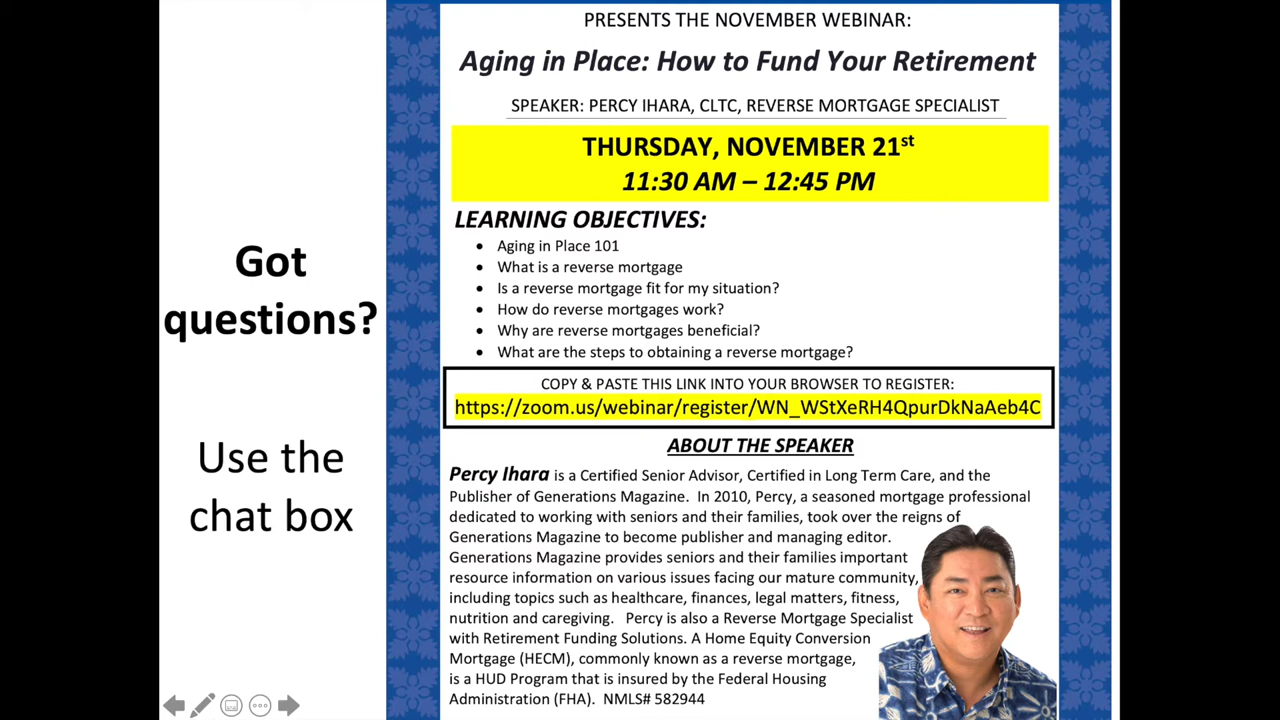 Got
questions?
Use the
chat box
PRESENTS THE NOVEMBER WEBINAR:
Aging in Place: How to Fund Your Retirement
SPEAKER: PERCY IHARA, CLTC, REVERSE MORTGAGE SPECIALIST
THURSDAY, NOVEMBER 21st
11:30 AM – 12:45 PM
LEARNING OBJECTIVES:
• Aging in Place 101
• What is a reverse mortgage
• Is a reverse mortgage fit for my situation?
• How do reverse mortgages work?
• Why are reverse mortgages beneficial?
• What are the steps to obtaining a reverse mortgage?
COPY & PASTE THIS LINK INTO YOUR BROWSER TO REGISTER:
https://zoom.us/webinar/register/WN_WStXeRH4QpurDkNaAeb4C
ABOUT THE SPEAKER
Percy Ihara is a Certified Senior Advisor, Certified in Long Term Care, and the
Publisher of Generations Magazine. In 2010, Percy, a seasoned mortgage professional
dedicated to working with seniors and their families, took over the reigns of
Generations Magazine to become publisher and managing editor.
Generations Magazine provides seniors and their families important
resource information on various issues facing our mature community,
including topics such as healthcare, finances, legal matters, fitness,
nutrition and caregiving. Percy is also a Reverse Mortgage Specialist
with Retirement Funding Solutions. A Home Equity Conversion
Mortgage (HECM), commonly known as a reverse mortgage,
is a HUD Program that is insured by the Federal Housing
Administration (FHA). NMLS# 582944